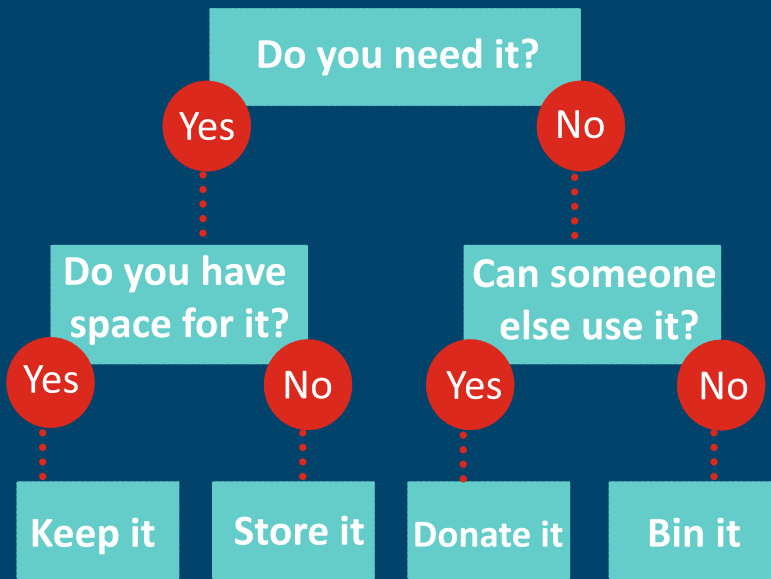 Do you need it?
Yes
No
Do you have
space for it?
Can someone
else use it?
Yes
No
Yes
No
Keep it
Store it
Donate it
Bin it